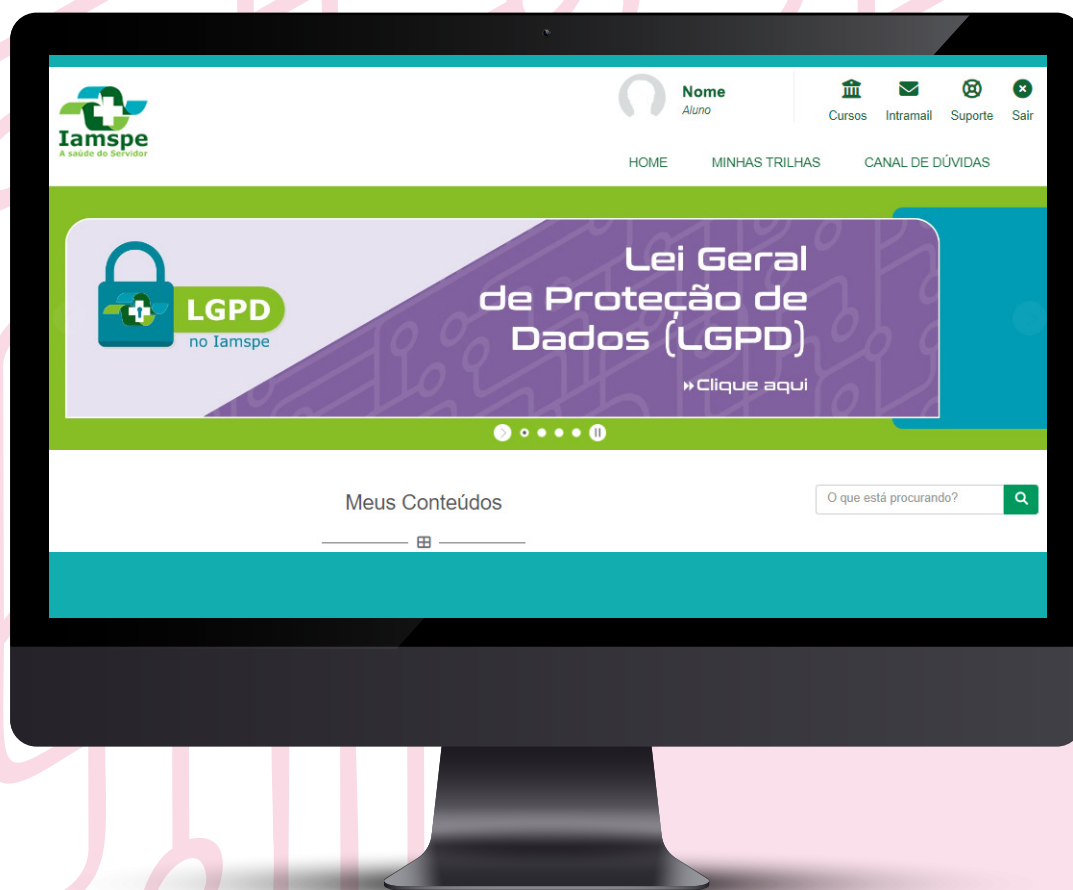 Iamspe
A saúde do Servidor
Nome
Aluno
Cursos Intramail Suporte Sair
HOME MINHAS TRILHAS CANAL DE DÚVIDAS
LGPD
no Iamspe
Lei Geral
de Proteção de
Dados (LGPD)
Clique aqui
Meus Conteúdos
O que está procurando?